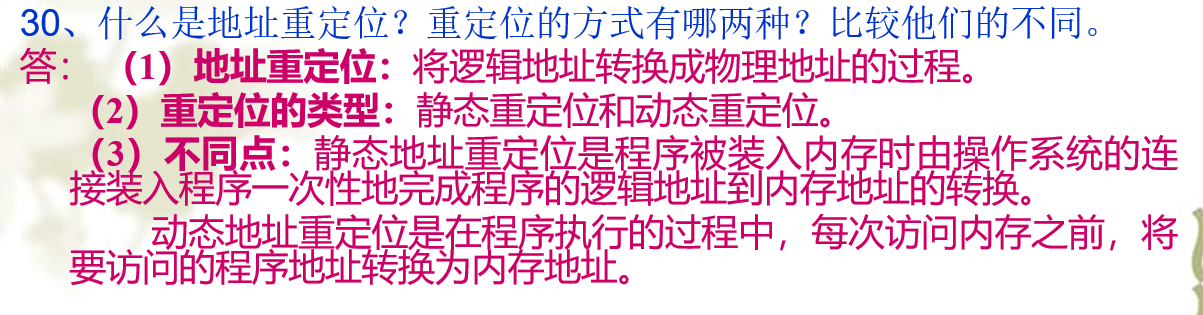 30、什么是地址重定位？重定位的方式有哪两种？比较他们的不同。
答：（1）地址重定位：将逻辑地址转换成物理地址的过程。
（2）重定位的类型：静态重定位和动态重定位。
（3）不同点：静态地址重定位是程序被装入内存时由操作系统的连
接装入程序一次性地完成程序的逻辑地址到内存地址的转换。
动态地址重定位是在程序执行的过程中，每次访问内存之前，将
要访问的程序地址转换为内存地址。